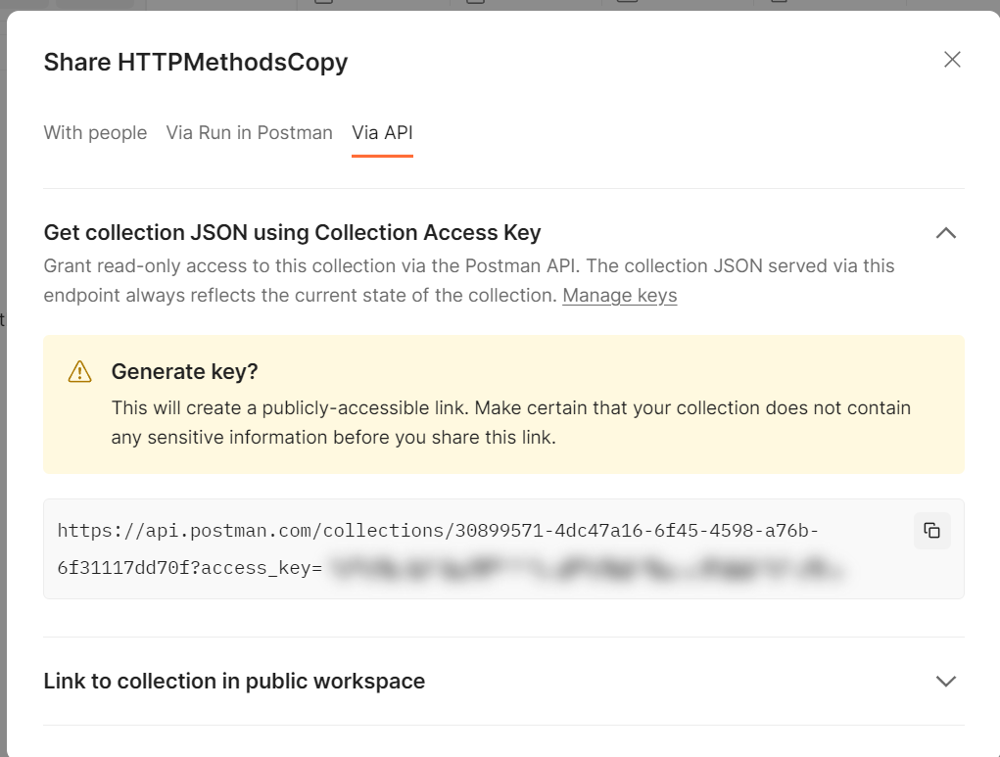 Share HTTPMethodsCopy
With people Via Run in Postman Via API
Get collection JSON using Collection Access Key
Grant read-only access to this collection via the Postman API. The collection JSON served via this
endpoint always reflects the current state of the collection. Manage keys
Generate key?
This will create a publicly-accessible link. Make certain that your collection does not contain
any sensitive information before you share this link.
https://api.postman.com/collections/30899571-4dc47a16-6f45-4598-a76b-
6f31117dd70f?access_key=
Link to collection in public workspace